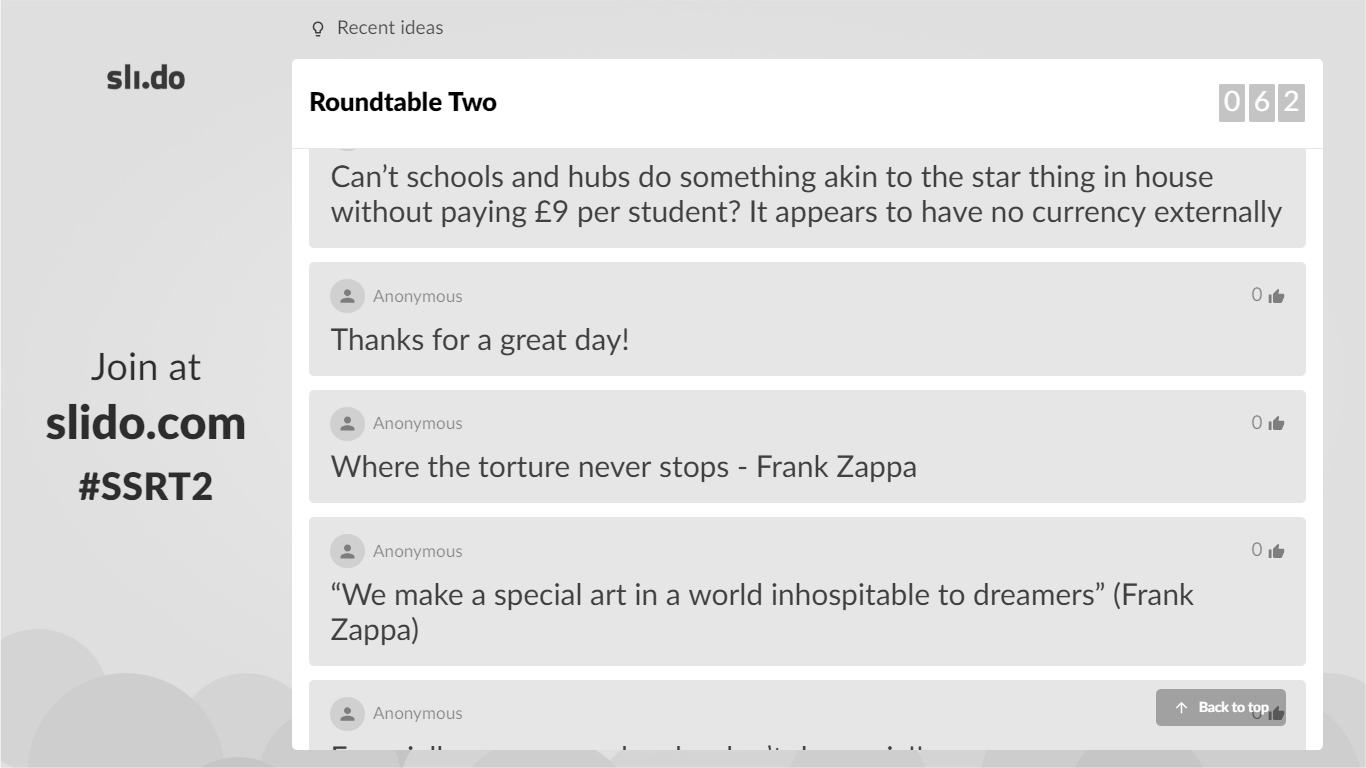 Recent ideas
sli.do
Roundtable Two
062
Can’t schools and hubs do something akin to the star thing in house
without paying £9 per student? It appears to have no currency externally
Anonymous
0
Thanks for a great day!
Anonymous
0
Where the torture never stops - Frank Zappa
Anonymous
0
“We make a special art in a world inhospitable to dreamers” (Frank
Zappa)
Anonymous
0
Back to top
Join at
slido.com
#SSRT2